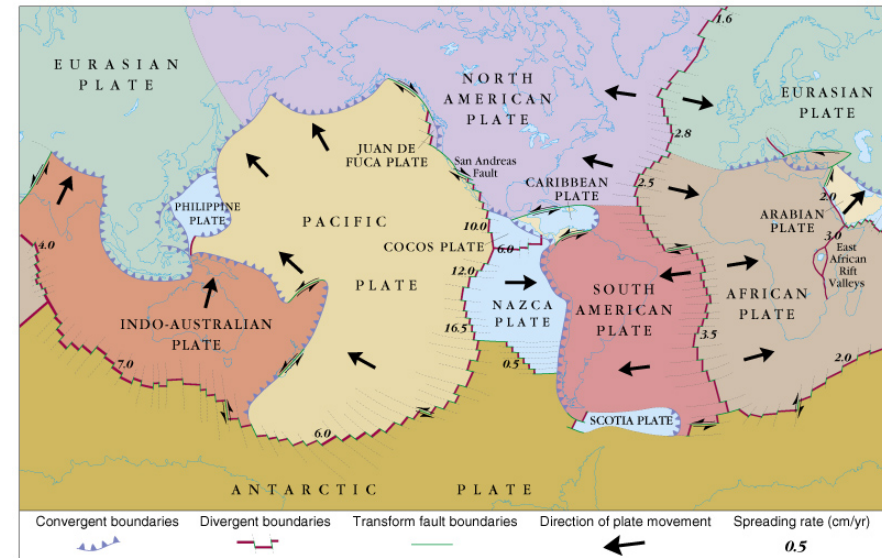 1.6
EURASIAN
PLATE
NORTH
AMERICAN
PLATE
EURASIAN
PLATE
2.8
JUAN DE
FUCA PLATE
San Andreas
Fault
CARIBBEAN
PLATE
2.5
2.0
PHILIPPINE
PLATE
PACIFIC
PLATE
10.0
ARABIAN
PLATE
3.0
4.0
COCOS PLATE
6.0
East
African
Rift
Valleys
12.0
NAZCA
PLATE
SOUTH
AMERICAN
PLATE
AFRICAN
PLATE
INDO-AUSTRALIAN
PLATE
16.5
3.5
7.0
0.5
2.0
SCOTIA PLATE
6.0
ANTARCTIC PLATE
Convergent boundaries
Divergent boundaries
Transform fault boundaries
Direction of plate movement
Spreading rate (cm/yr)
0.5